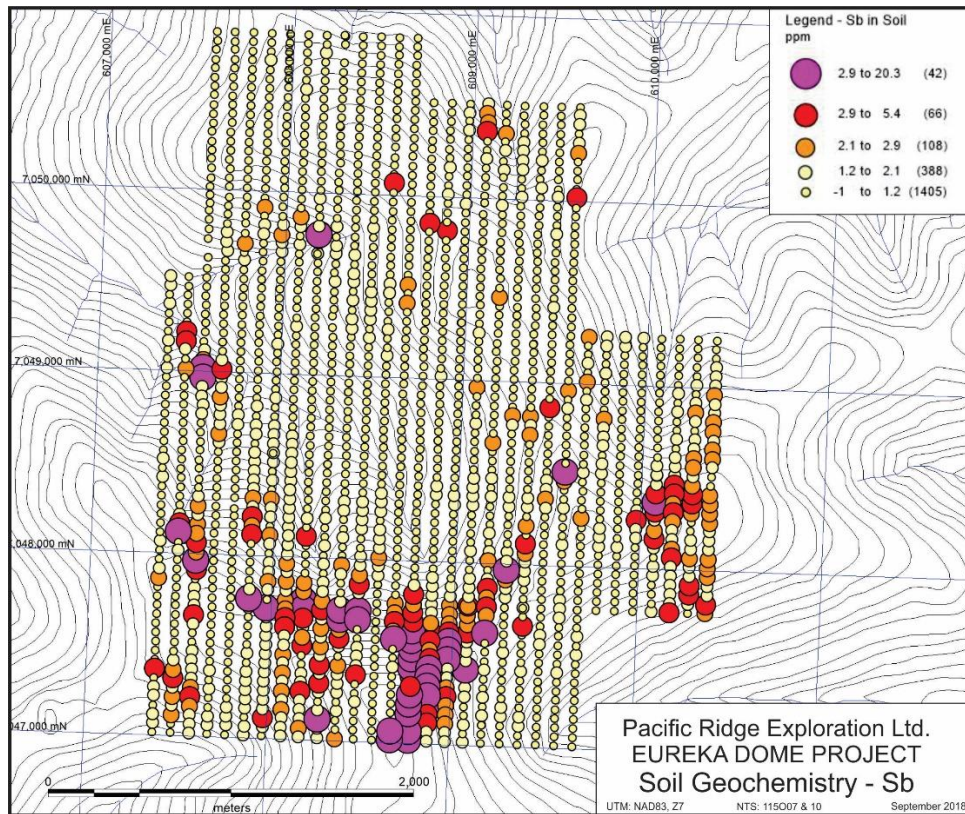 607,000 mE
608,000 mE
609,000 mE
610,000 mE
Legend - Sb in Soil
ppm
2.9 to 20.3 (42)
2.9 to 5.4 (66)
2.1 to 2.9 (108)
1.2 to 2.1 (388)
-1 to 1.2 (1405)
7,050,000 mN
7,049,000 mN
,048,000 mN
047,000 mN
0
2,000
meters
Pacific Ridge Exploration Ltd.
EUREKA DOME PROJECT
Soil Geochemistry - Sb
UTM: NAD83, Z7 NTS: 115O07 & 10 September 2018